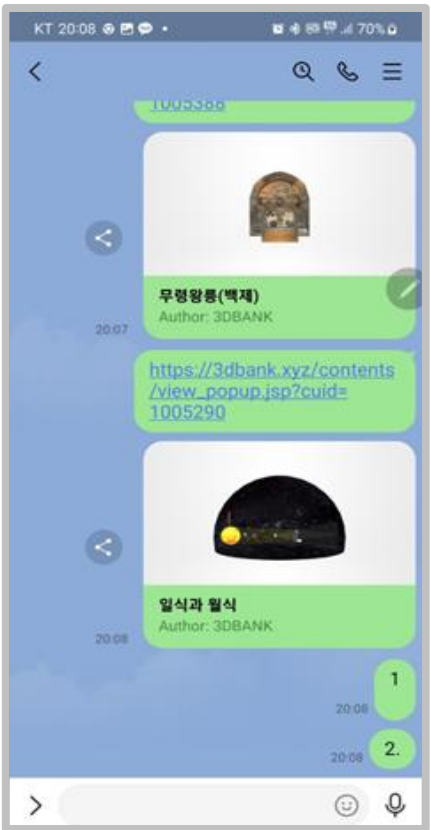 KT 20:08
70%
1005388
무령왕릉(백제)
Author: 3DBANK
20:07
https://3dbank.xyz/contents
/view_popup.jsp?cuid=
1005290
일식과 월식
Author: 3DBANK
20:08
1
20:08
2.
20:08